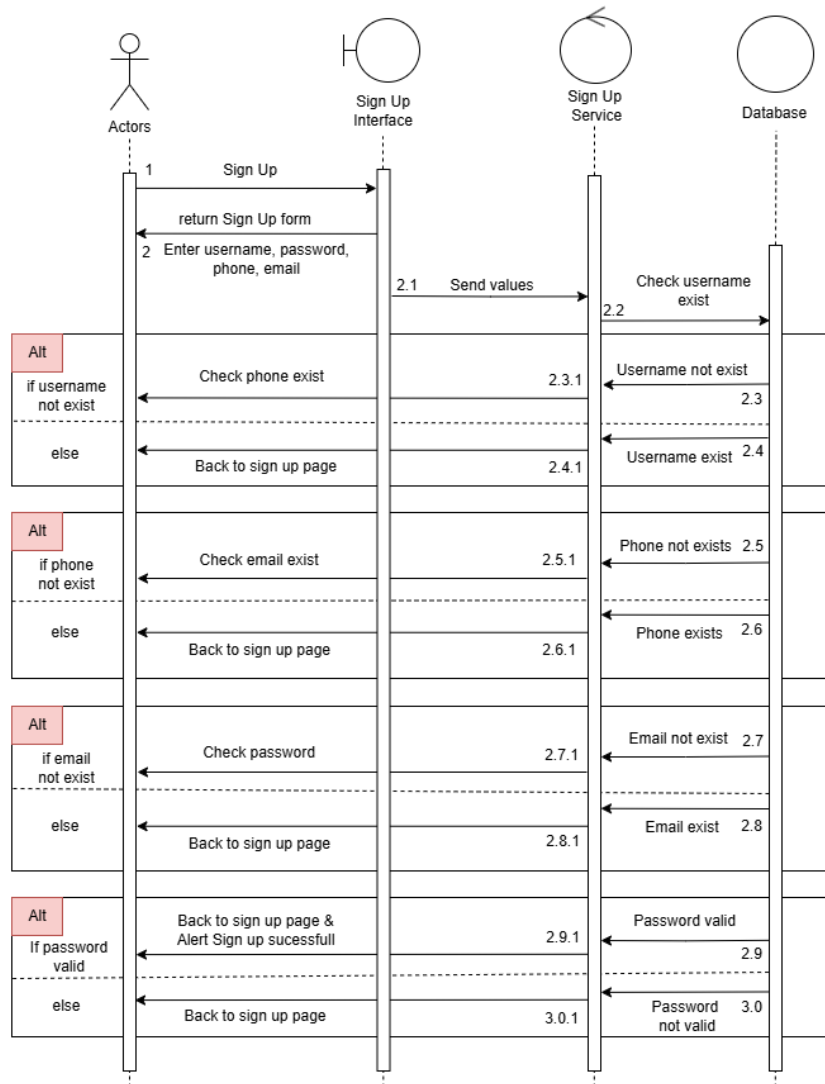 Actors
Sign Up
Interface
Sign Up
Service
Database
1
Sign Up
return Sign Up form
2
Enter username, password,
phone, email
2.1
Send values
Check username
exist
2.2
Alt
if username
not exist
Check phone exist
2.3.1
Username not exist
2.3
else
Back to sign up page
2.4.1
Username exist
2.4
Alt
if phone
not exist
Check email exist
2.5.1
Phone not exists
2.5
else
Back to sign up page
2.6.1
Phone exists
2.6
Alt
if email
not exist
Check password
2.7.1
Email not exist
2.7
else
Back to sign up page
2.8.1
Email exist
2.8
Alt
If password
valid
Back to sign up page &
Alert Sign up sucessfull
2.9.1
Password valid
2.9
else
Back to sign up page
3.0.1
Password
not valid
3.0